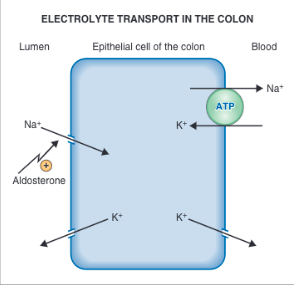 ELECTROLYTE TRANSPORT IN THE COLON
Lumen Epithelial cell of the colon Blood
Na⁺
ATP
K⁺
Na⁺
+
Aldosterone
K⁺ K⁺